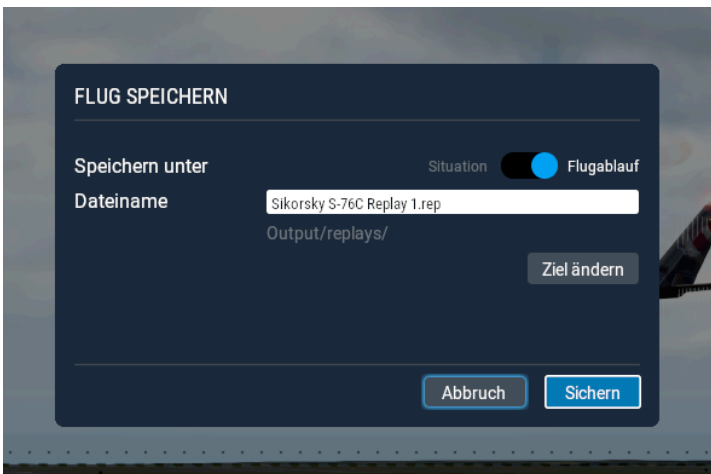 FLUG SPEICHERN
Speichern unter Situation Flugablauf
Dateiname Sikorsky S-76C Replay 1.rep
Output/replays/
Ziel ändern
Abbruch Sichern